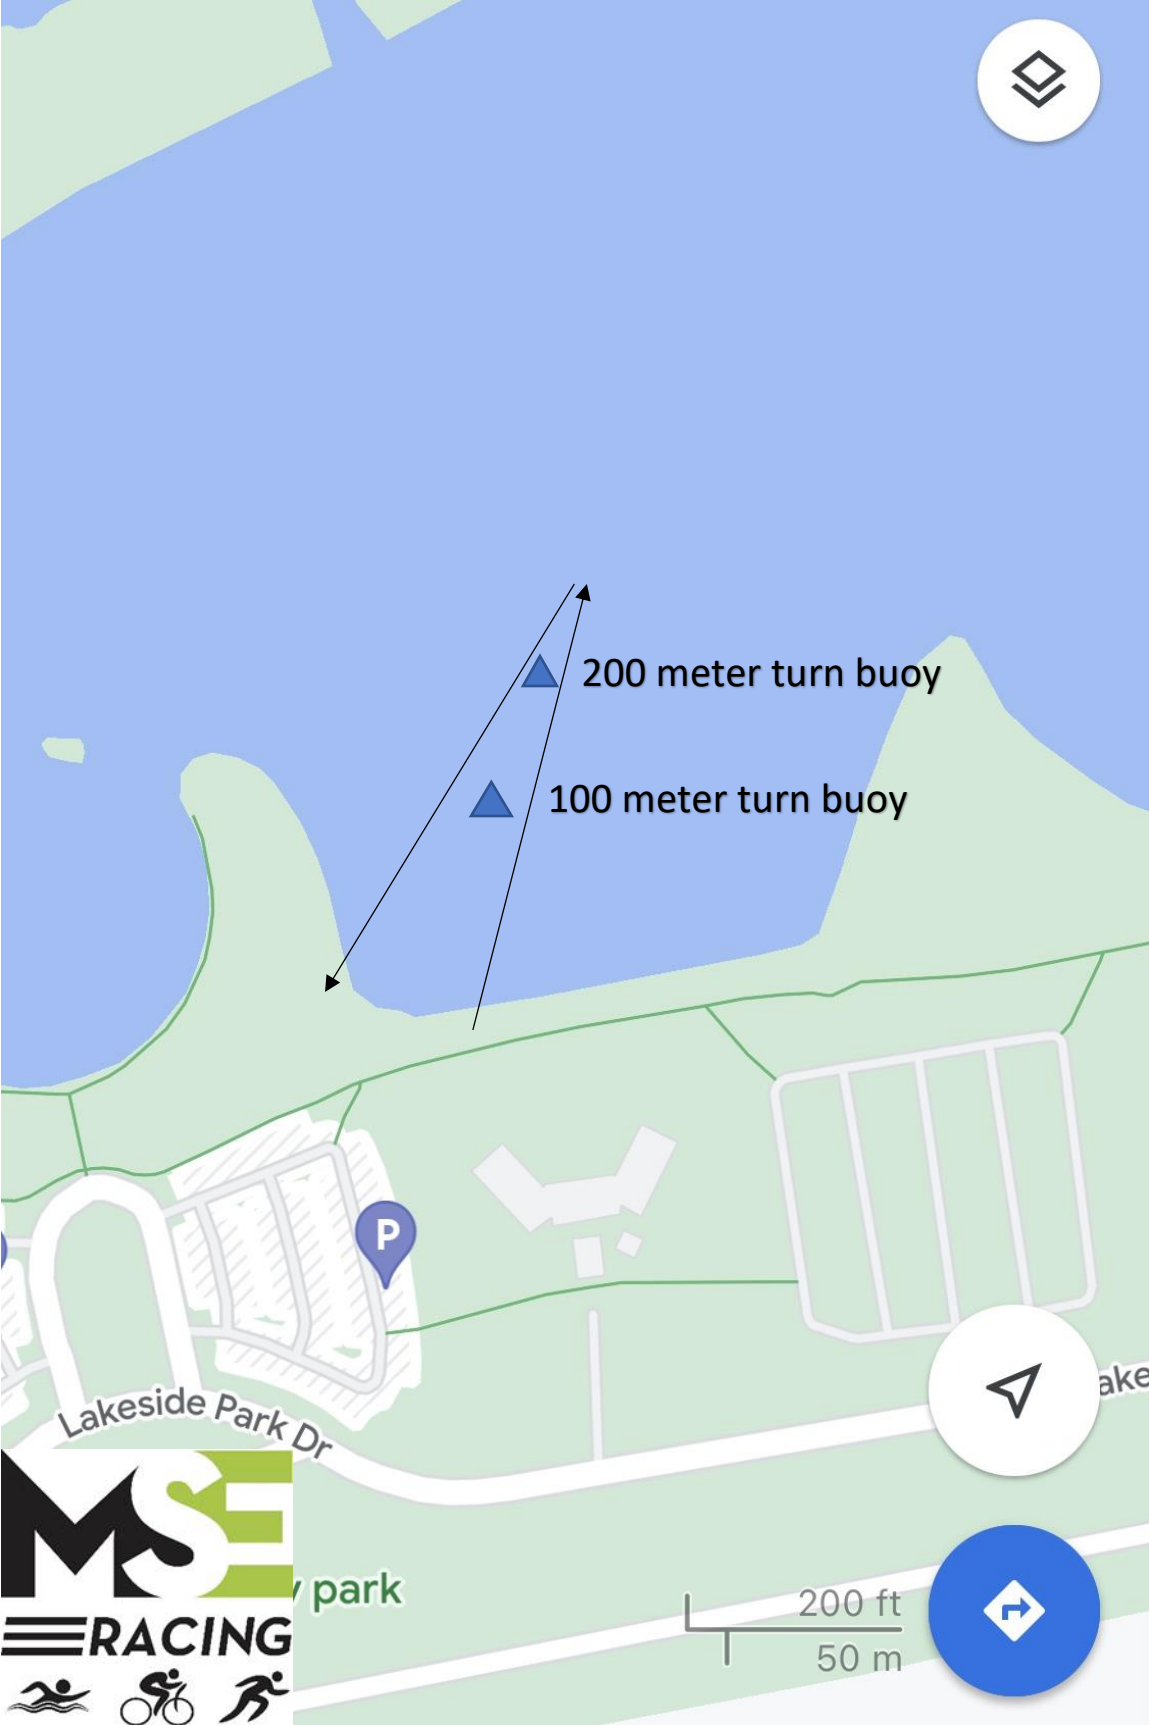 200 meter turn buoy
100 meter turn buoy
P
Lakeside Park Dr
ake
MSE
RACING
y park
200 ft
50 m